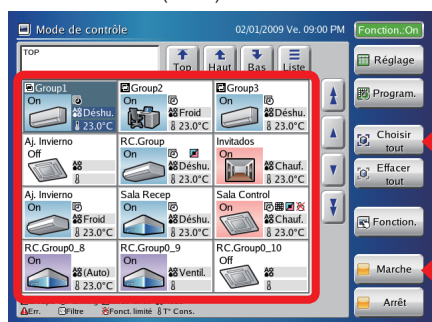 Mode de contrôle 02/01/2009 Ve. 09:00 PM Fonction.:On
TOP
Top Haut Bas Liste
Réglage
Program.
Choisir tout
Effacer tout
Fonction.
Marche
Arrêt
Group1
On
Déshu.
23.0°C
Group2
On
Froid
23.0°C
Group3
On
Déshu.
23.0°C
Aj. Invierno
Off
RC.Group
On
Déshu.
23.0°C
Invitados
On
Chauf.
23.0°C
Aj. Invierno
On
Froid
23.0°C
Sala Recep
On
Déshu.
23.0°C
Sala Control
On
Chauf.
23.0°C
RC.Group0_8
On
(Auto)
23.0°C
RC.Group0_9
On
Ventil.
RC.Group0_10
Off
Err. Filtre Fonct. limité T° Cons.